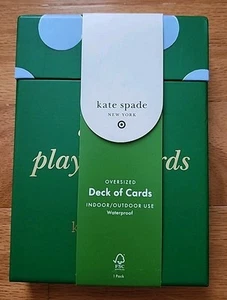 kate spade
NEW YORK
play rds
OVERSIZED
Deck of Cards
INDOOR/OUTDOOR USE
Waterproof
FSC
1 Pack